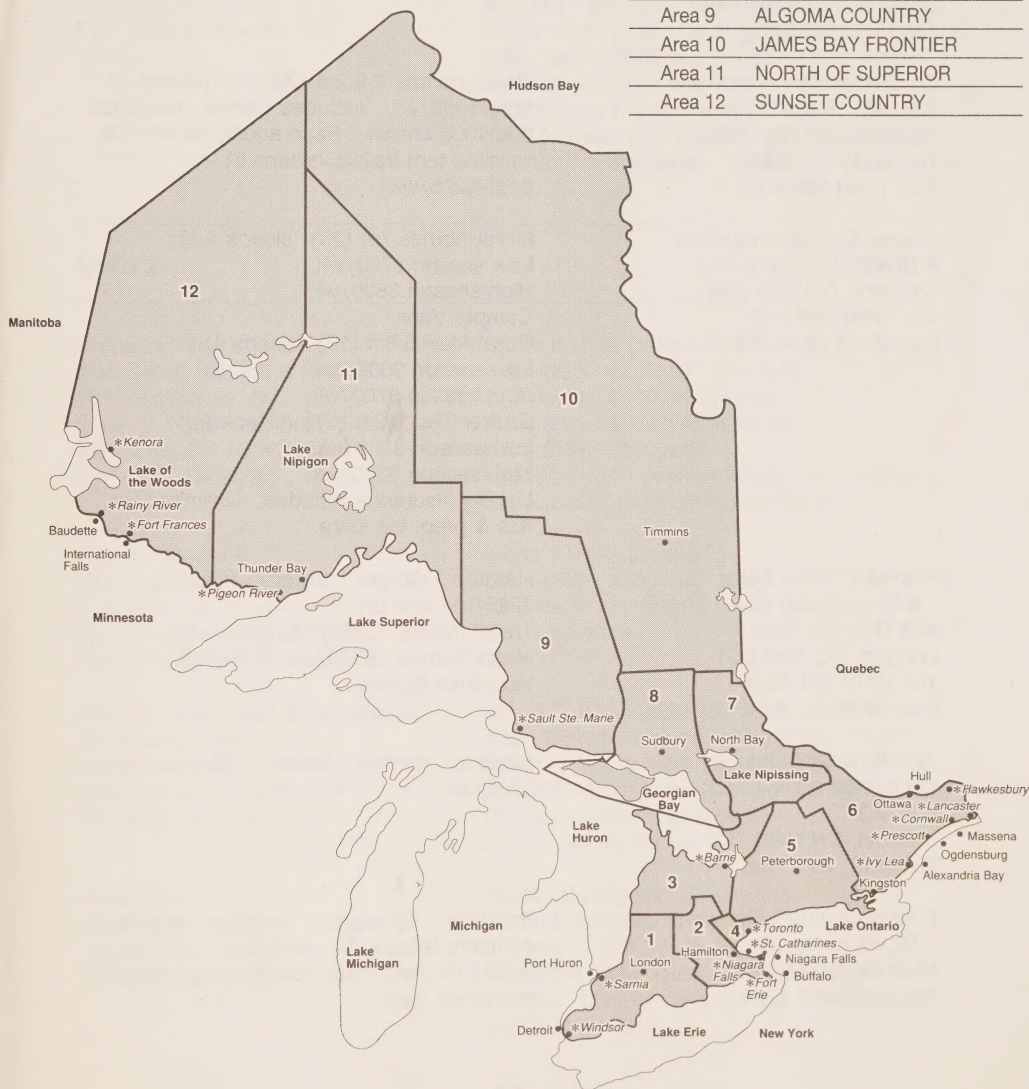 Area 9 ALGOMA COUNTRY
Area 10 JAMES BAY FRONTIER
Area 11 NORTH OF SUPERIOR
Area 12 SUNSET COUNTRY
Hudson Bay
12
Manitoba
11
10
*Kenora
Lake of
the Woods
Lake
Nipigon
*Rainy River
Baudette
*Fort Frances
International
Falls
Timmins
Thunder Bay
*Pigeon River
Minnesota
Lake Superior
9
Quebec
8
7
*Sault Ste. Marie
Sudbury
North Bay
Lake Nipissing
Georgian
Bay
Hull
*Hawkesbury
Ottawa
*Lancaster
6
*Cornwall
Lake
Huron
*Prescott
Massena
5
Ogdensburg
*Barrie
Peterborough
*Ivy Lea
Alexandria Bay
3
Kingston
Michigan
4
*Toronto
Lake Ontario
1
2
*St. Catharines
Lake
Michigan
London
Hamilton
Niagara Falls
Port Huron
*Niagara
Falls
Buffalo
*Sarnia
*Fort
Erie
Detroit
*Windsor
Lake Erie
New York